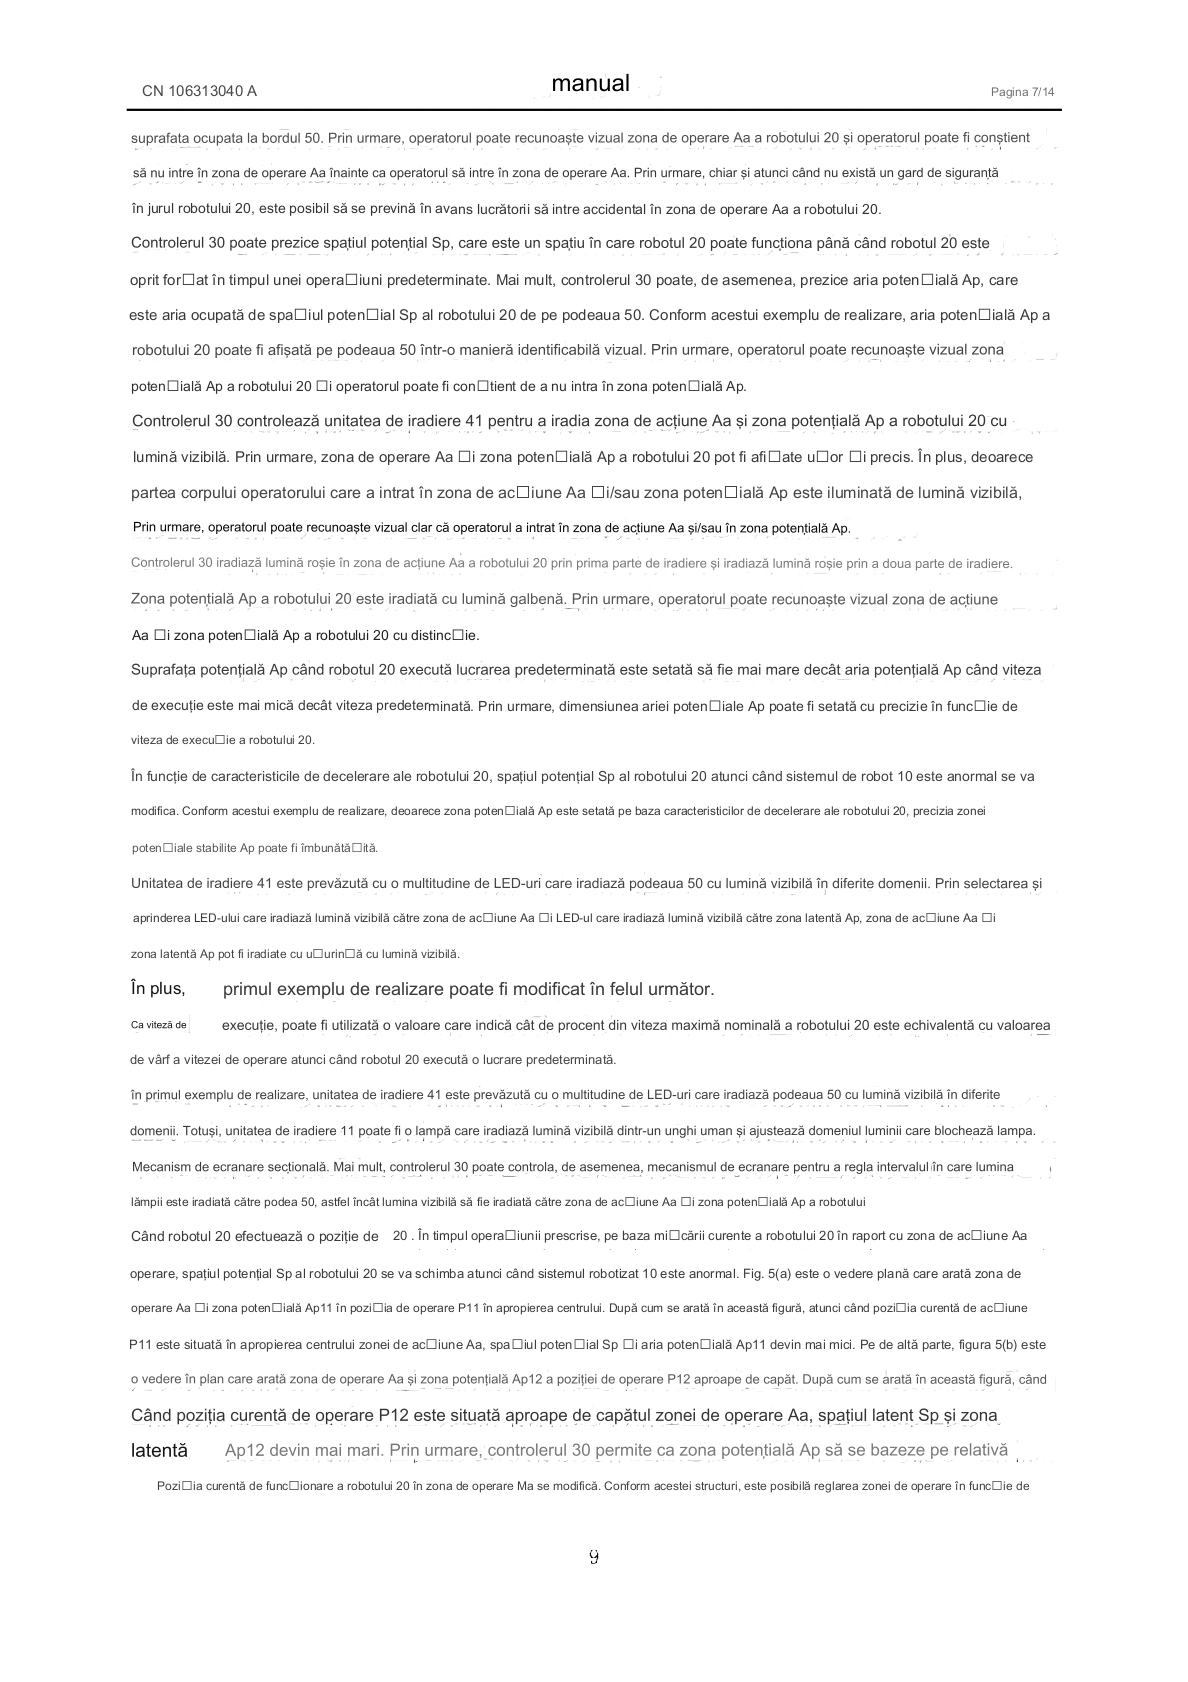 CN 106313040 A
manual
Pagina 7/14
suprafata ocupata la bordul 50. Prin urmare, operatorul poate recunoaște vizual zona de operare Aa a robotului 20 și operatorul poate fi conștient
să nu intre în zona de operare Aa înainte ca operatorul să intre în zona de operare Aa. Prin urmare, chiar și atunci când nu există un gard de siguranță
în jurul robotului 20, este posibil să se prevină în avans lucrătorii să intre accidental în zona de operare Aa a robotului 20.
Controlerul 30 poate prezice spațiul potențial Sp, care este un spațiu în care robotul 20 poate funcționa până când robotul 20 este
oprit for□at în timpul unei opera□iuni predeterminate. Mai mult, controlerul 30 poate, de asemenea, prezice aria poten□ială Ap, care
este aria ocupată de spa□iul poten□ial Sp al robotului 20 de pe podeaua 50. Conform acestui exemplu de realizare, aria poten□ială Ap a
robotului 20 poate fi afișată pe podeaua 50 într-o manieră identificabilă vizual. Prin urmare, operatorul poate recunoaște vizual zona
poten□ială Ap a robotului 20 □i operatorul poate fi con□tient de a nu intra în zona poten□ială Ap.
Controlerul 30 controlează unitatea de iradiere 41 pentru a iradia zona de acțiune Aa și zona potențială Ap a robotului 20 cu
lumină vizibilă. Prin urmare, zona de operare Aa □i zona poten□ială Ap a robotului 20 pot fi afi□ate u□or □i precis. În plus, deoarece
partea corpului operatorului care a intrat în zona de ac□iune Aa □i/sau zona poten□ială Ap este iluminată de lumină vizibilă,
Prin urmare, operatorul poate recunoaște vizual clar că operatorul a intrat în zona de acțiune Aa și/sau în zona potențială Ap.
Controlerul 30 iradiază lumină roșie în zona de acțiune Aa a robotului 20 prin prima parte de iradiere și iradiază lumină roșie prin a doua parte de iradiere.
Zona potențială Ap a robotului 20 este iradiată cu lumină galbenă. Prin urmare, operatorul poate recunoaște vizual zona de acțiune
Aa □i zona poten□ială Ap a robotului 20 cu distinc□ie.
Suprafața potențială Ap când robotul 20 execută lucrarea predeterminată este setată să fie mai mare decât aria potențială Ap când viteza
de execuție este mai mică decât viteza predeterminată. Prin urmare, dimensiunea ariei poten□iale Ap poate fi setată cu precizie în func□ie de
viteza de execu□ie a robotului 20.
În funcție de caracteristicile de decelerare ale robotului 20, spațiul potențial Sp al robotului 20 atunci când sistemul de robot 10 este anormal se va
modifica. Conform acestui exemplu de realizare, deoarece zona poten□ială Ap este setată pe baza caracteristicilor de decelerare ale robotului 20, precizia zonei
poten□iale stabilite Ap poate fi îmbunătă□ită.
Unitatea de iradiere 41 este prevăzută cu o multitudine de LED-uri care iradiază podeaua 50 cu lumină vizibilă în diferite domenii. Prin selectarea și
aprinderea LED-ului care iradiază lumină vizibilă către zona de ac□iune Aa □i LED-ul care iradiază lumină vizibilă către zona latentă Ap, zona de ac□iune Aa □i
zona latentă Ap pot fi iradiate cu u□urin□ă cu lumină vizibilă.
În plus, primul exemplu de realizare poate fi modificat în felul următor.
Ca viteză de execuție, poate fi utilizată o valoare care indică cât de procent din viteza maximă nominală a robotului 20 este echivalentă cu valoarea
de vârf a vitezei de operare atunci când robotul 20 execută o lucrare predeterminată.
în primul exemplu de realizare, unitatea de iradiere 41 este prevăzută cu o multitudine de LED-uri care iradiază podeaua 50 cu lumină vizibilă în diferite
domenii. Totuși, unitatea de iradiere 11 poate fi o lampă care iradiază lumină vizibilă dintr-un unghi uman și ajustează domeniul luminii care blochează lampa.
Mecanism de ecranare secțională. Mai mult, controlerul 30 poate controla, de asemenea, mecanismul de ecranare pentru a regla intervalul în care lumina
lămpii este iradiată către podea 50, astfel încât lumina vizibilă să fie iradiată către zona de ac□iune Aa □i zona poten□ială Ap a robotului
Când robotul 20 efectuează o poziție de 20 . În timpul opera□iunii prescrise, pe baza mi□cării curente a robotului 20 în raport cu zona de ac□iune Aa
operare, spațiul potențial Sp al robotului 20 se va schimba atunci când sistemul robotizat 10 este anormal. Fig. 5(a) este o vedere plană care arată zona de
operare Aa □i zona poten□ială Ap11 în pozi□ia de operare P11 în apropierea centrului. După cum se arată în această figură, atunci când pozi□ia curentă de ac□iune
P11 este situată în apropierea centrului zonei de ac□iune Aa, spa□iul poten□ial Sp □i aria poten□ială Ap11 devin mai mici. Pe de altă parte, figura 5(b) este
o vedere în plan care arată zona de operare Aa și zona potențială Ap12 a poziției de operare P12 aproape de capăt. După cum se arată în această figură, când
Când poziția curentă de operare P12 este situată aproape de capătul zonei de operare Aa, spațiul latent Sp și zona
latentă Ap12 devin mai mari. Prin urmare, controlerul 30 permite ca zona potențială Ap să se bazeze pe relativă
Pozi□ia curentă de func□ionare a robotului 20 în zona de operare Ma se modifică. Conform acestei structuri, este posibilă reglarea zonei de operare în func□ie de
9